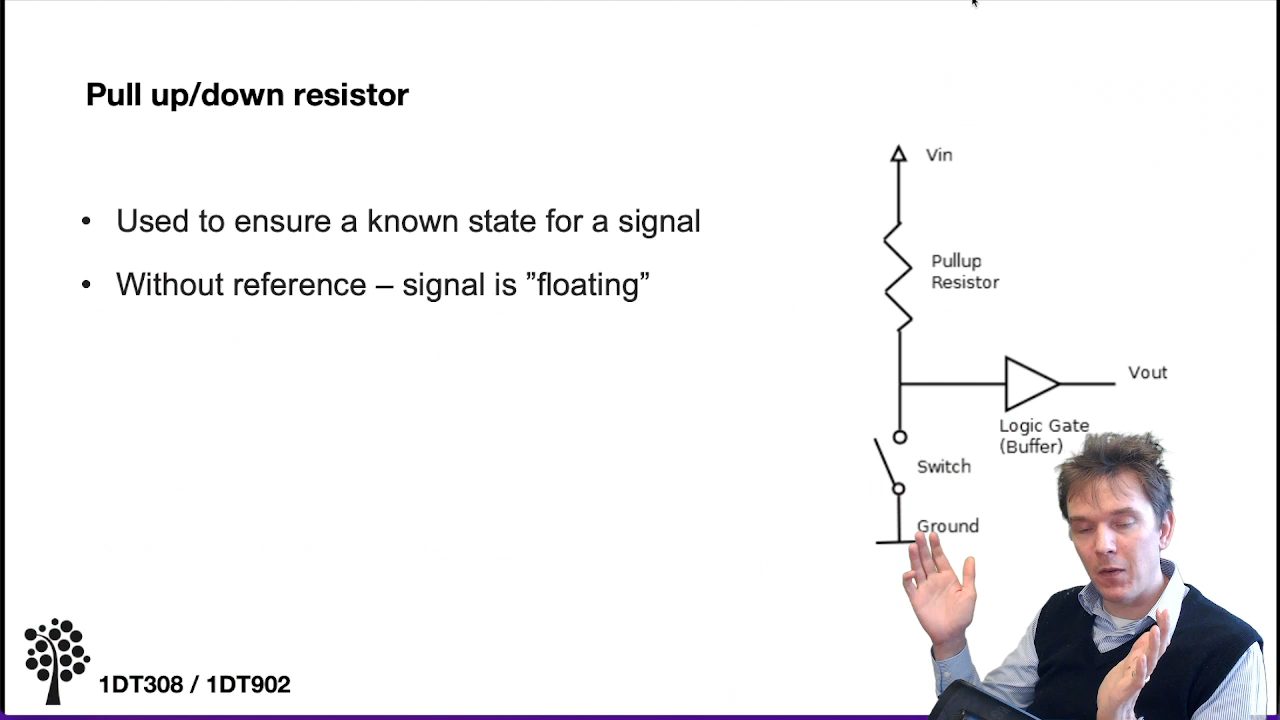 Pull up/down resistor
• Used to ensure a known state for a signal
• Without reference – signal is ”floating”
Vin
Pullup
Resistor
Vout
Logic Gate
(Buffer)
Switch
Ground
1DT308 / 1DT902